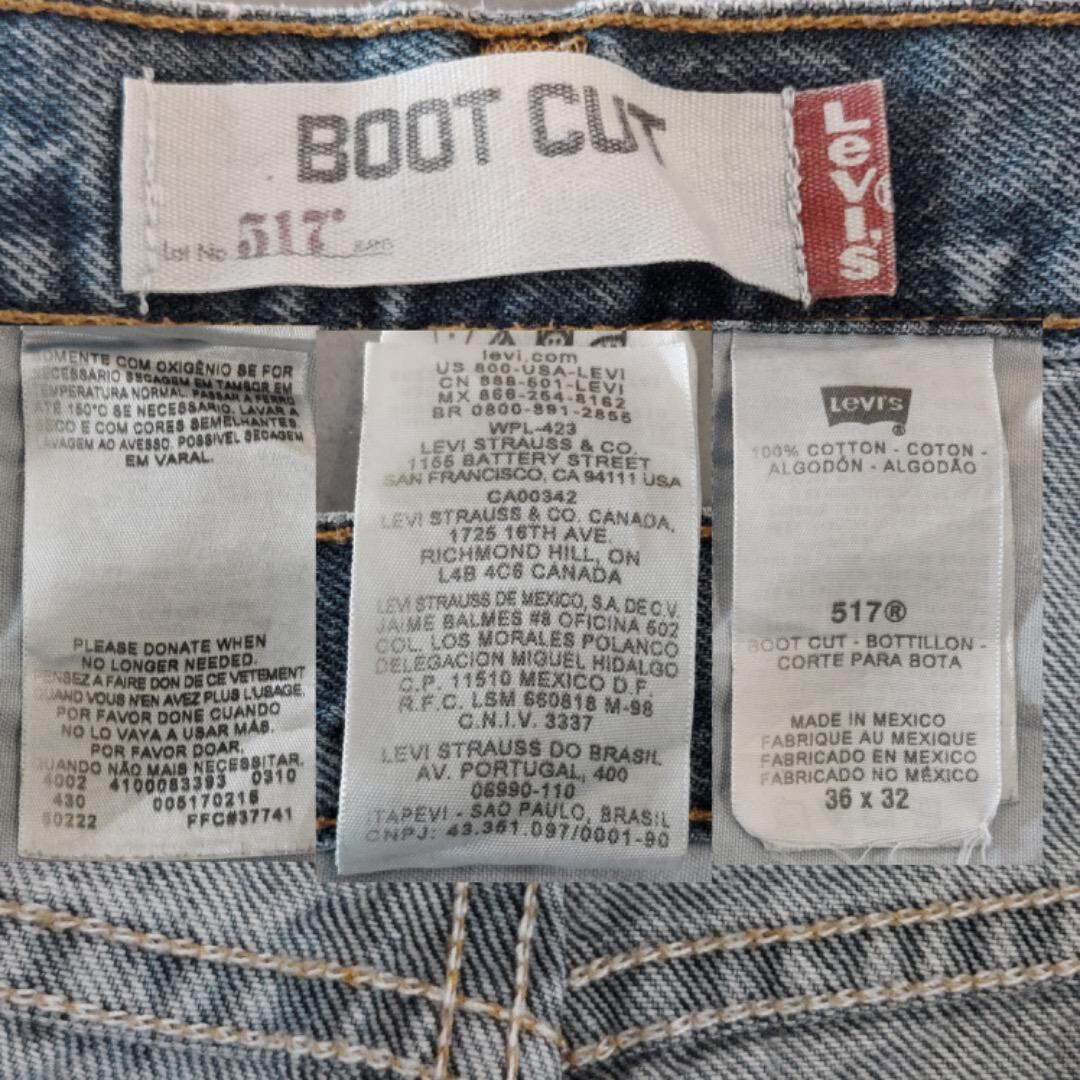 BOOT CUT
Lot No 517® JEANS
LEVI'S
OMENTE COM OXIGÊNIO SE FOR
NECESSÁRIO SECAGEM EM TAMBOR EM
TEMPERATURA NORMAL. PASSAR A FERRO
ATÉ 150°C SE NECESSÁRIO. LAVAR A
SECO E COM CORES SEMELHANTES.
LAVAGEM AO AVESSO. POSSÍVEL SECAGEM
EM VARAL.
PLEASE DONATE WHEN
NO LONGER NEEDED.
PENSEZ A FAIRE DON DE CE VETEMENT
QUAND VOUS N'EN AVEZ PLUS L'USAGE.
POR FAVOR DONE CUANDO
NO LO VAYA A USAR MÁS.
POR FAVOR DOAR,
QUANDO NÃO MAIS NECESSITAR.
4002 4100083393 0310
430 005170216
60222 FFC#37741
levi.com
US 800-USA-LEVI
CN 888-501-LEVI
MX 866-254-8162
BR 0800-891-2855
WPL-423
LEVI STRAUSS & CO.
1155 BATTERY STREET
SAN FRANCISCO, CA 94111 USA
CA00342
LEVI STRAUSS & CO. CANADA,
1725 16TH AVE.
RICHMOND HILL, ON
L4B 4C6 CANADA
LEVI STRAUSS DE MEXICO, S.A. DE C.V.
JAIME BALMES #8 OFICINA 602
COL. LOS MORALES POLANCO
DELEGACION MIGUEL HIDALGO
C.P. 11510 MEXICO D.F.
R.F.C. LSM 660818 M-98
C.N.I.V. 3337
LEVI STRAUSS DO BRASIL
AV. PORTUGAL, 400
06990-110
ITAPEVI - SAO PAULO, BRASIL
CNPJ: 43.351 097/0001-90
LEVI'S®
100% COTTON - COTON -
ALGODÓN - ALGODÃO
517®
BOOT CUT - BOTTILLON -
CORTE PARA BOTA
MADE IN MEXICO
FABRIQUE AU MEXIQUE
FABRICADO EN MÉXICO
FABRICADO NO MÉXICO
36 x 32